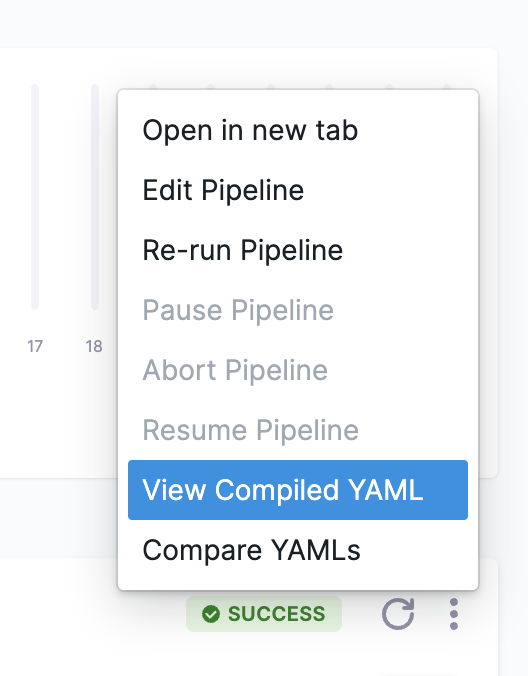 Open in new tab
Edit Pipeline
Re-run Pipeline
Pause Pipeline
17 18
Abort Pipeline
Resume Pipeline
View Compiled YAML
Compare YAMLs
SUCCESS